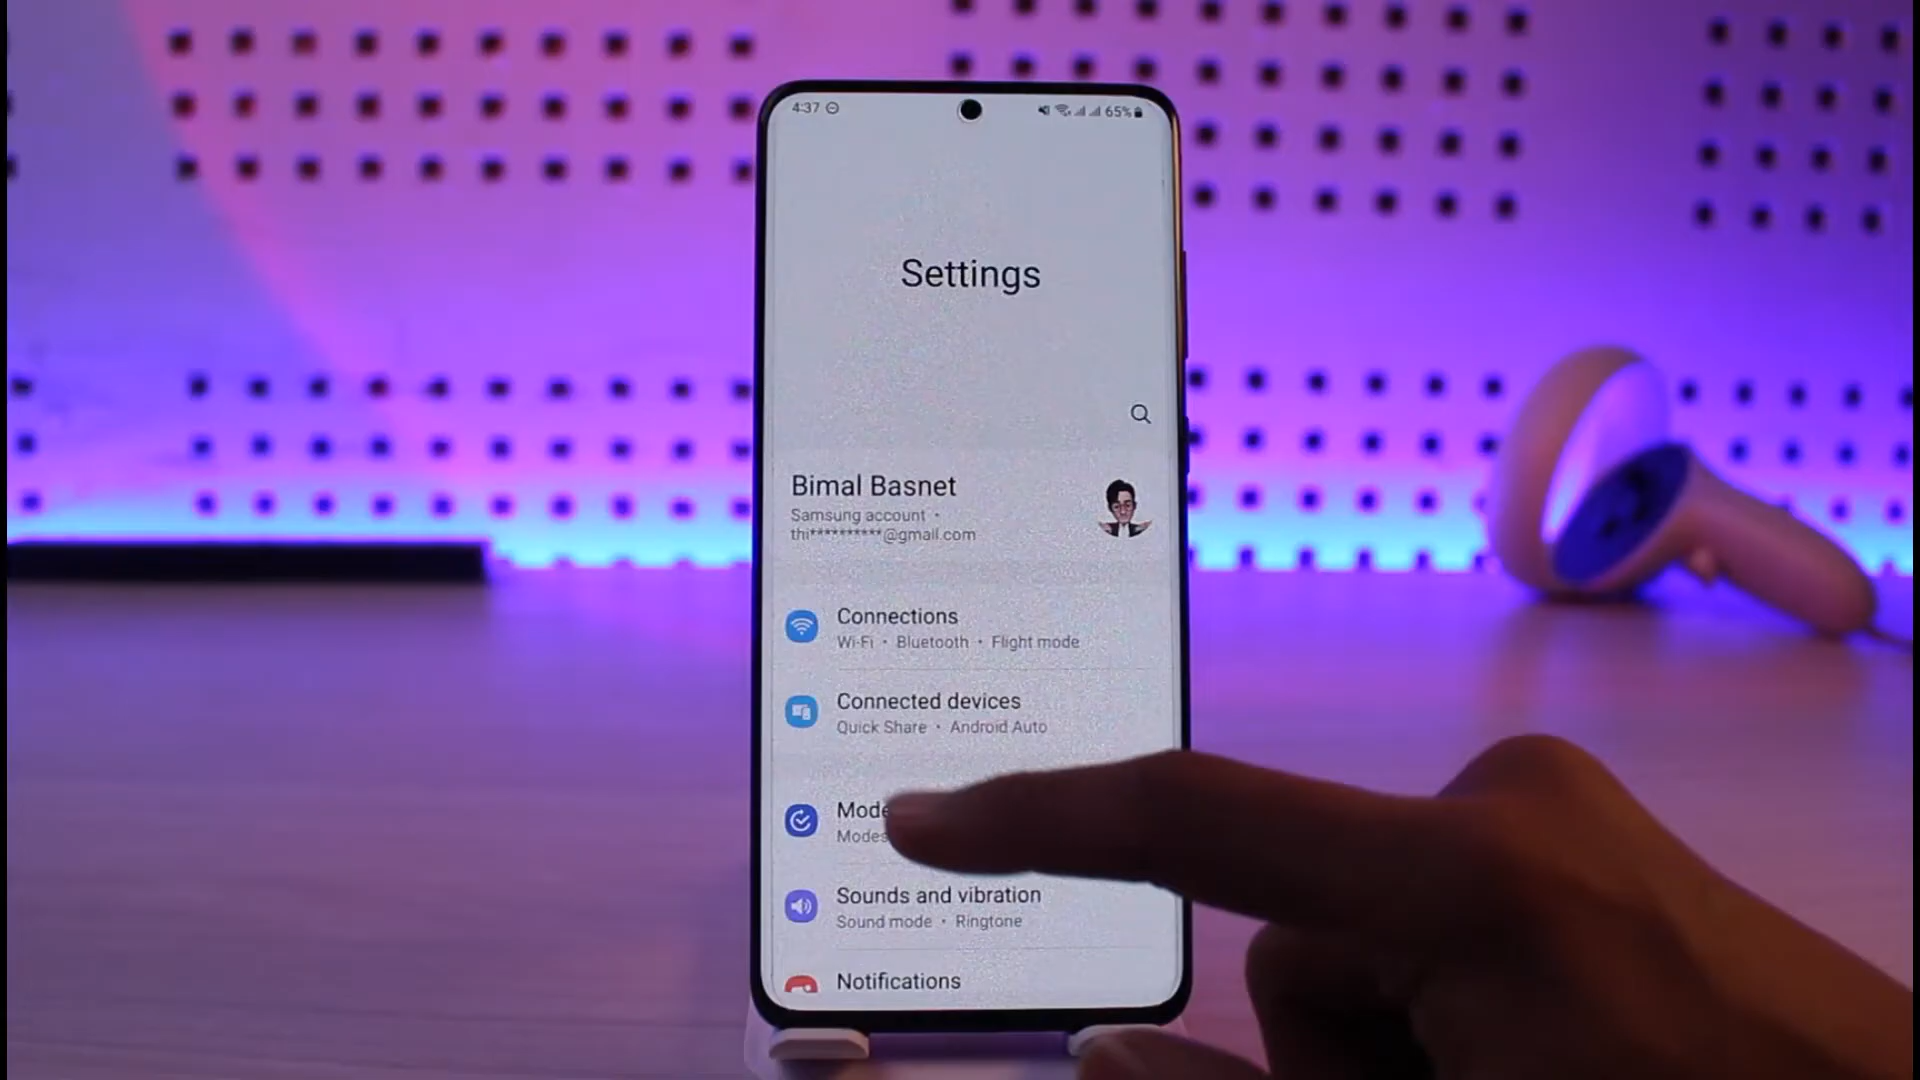 4:37
65%
Settings
Bimal Basnet
Samsung account •
thi**********@gmail.com
Connections
Wi-Fi • Bluetooth • Flight mode
Connected devices
Quick Share • Android Auto
Sounds and vibration
Sound mode • Ringtone
Notifications